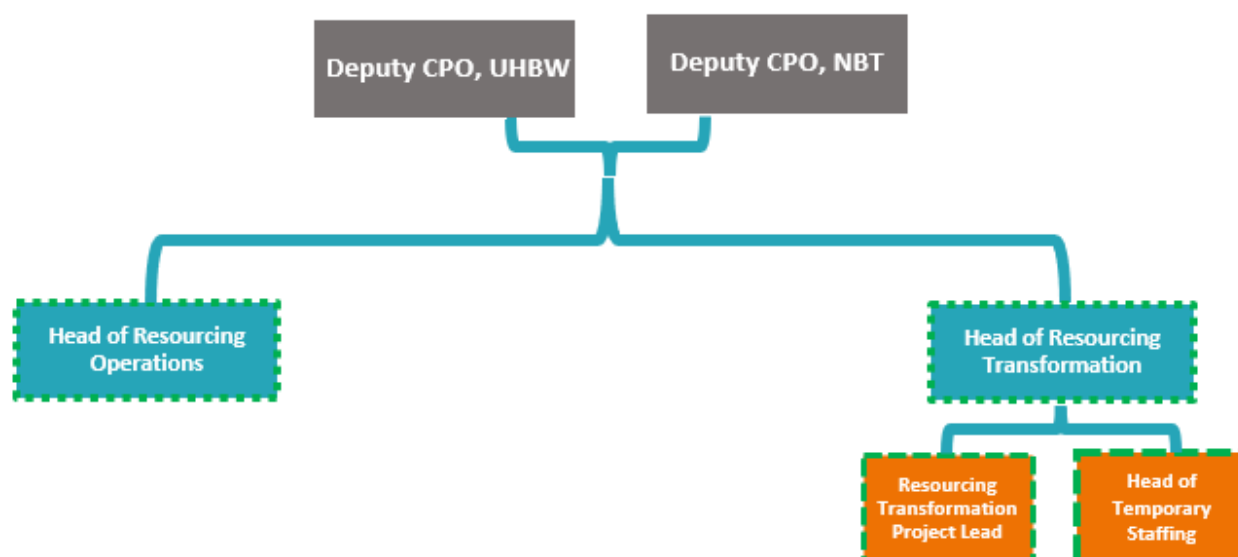 Deputy CPO, UHBW
Deputy CPO, NBT
Head of Resourcing
Operations
Head of Resourcing
Transformation
Resourcing
Transformation
Project Lead
Head of
Temporary
Staffing